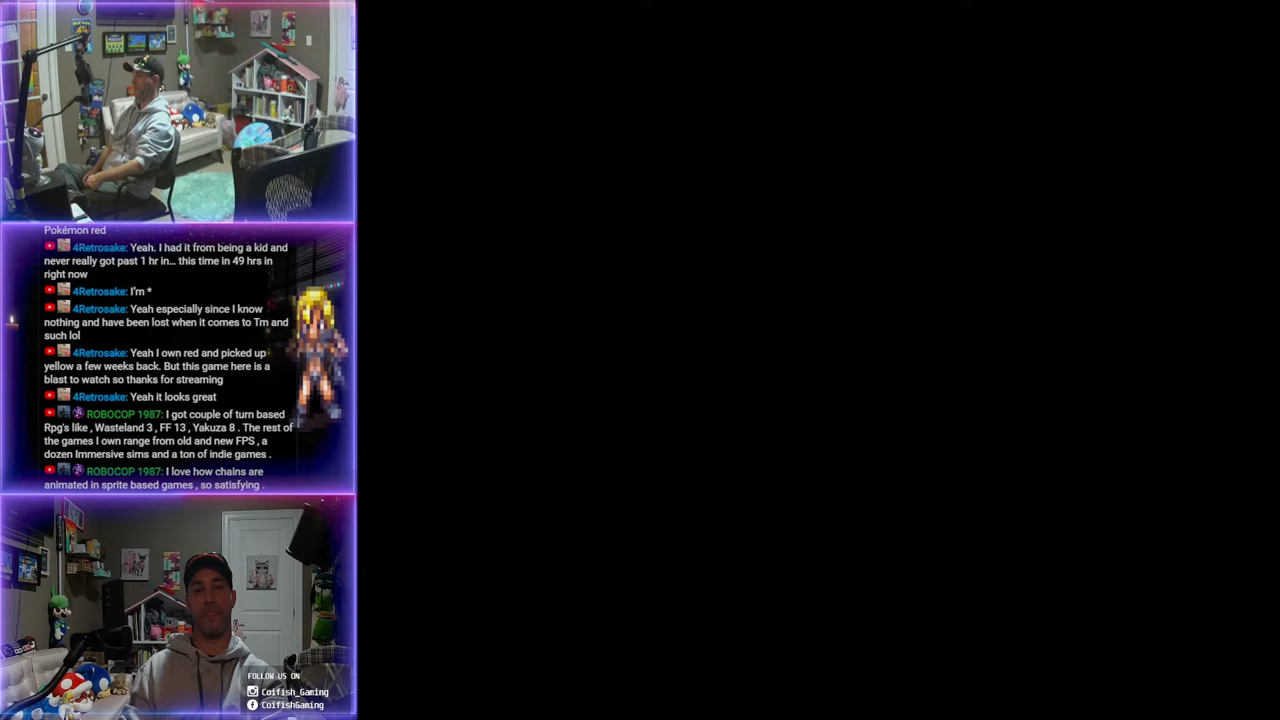 Pokémon red
4Retrosake: Yeah. I had it from being a kid and
never really got past 1 hr in... this time in 49 hrs in
right now
4Retrosake: I'm *
4Retrosake: Yeah especially since I know
nothing and have been lost when it comes to Tm and
such lol
4Retrosake: Yeah I own red and picked up
yellow a few weeks back. But this game here is a
blast to watch so thanks for streaming
4Retrosake: Yeah it looks great
ROBOCOP 1987: I got couple of turn based
Rpg's like , Wasteland 3 , FF 13 , Yakuza 8 . The rest of
the games I own range from old and new FPS , a
dozen Immersive sims and a ton of indie games .
ROBOCOP 1987: I love how chains are
animated in sprite based games , so satisfying .
FOLLOW US ON
Coifish_Gaming
CoifishGaming